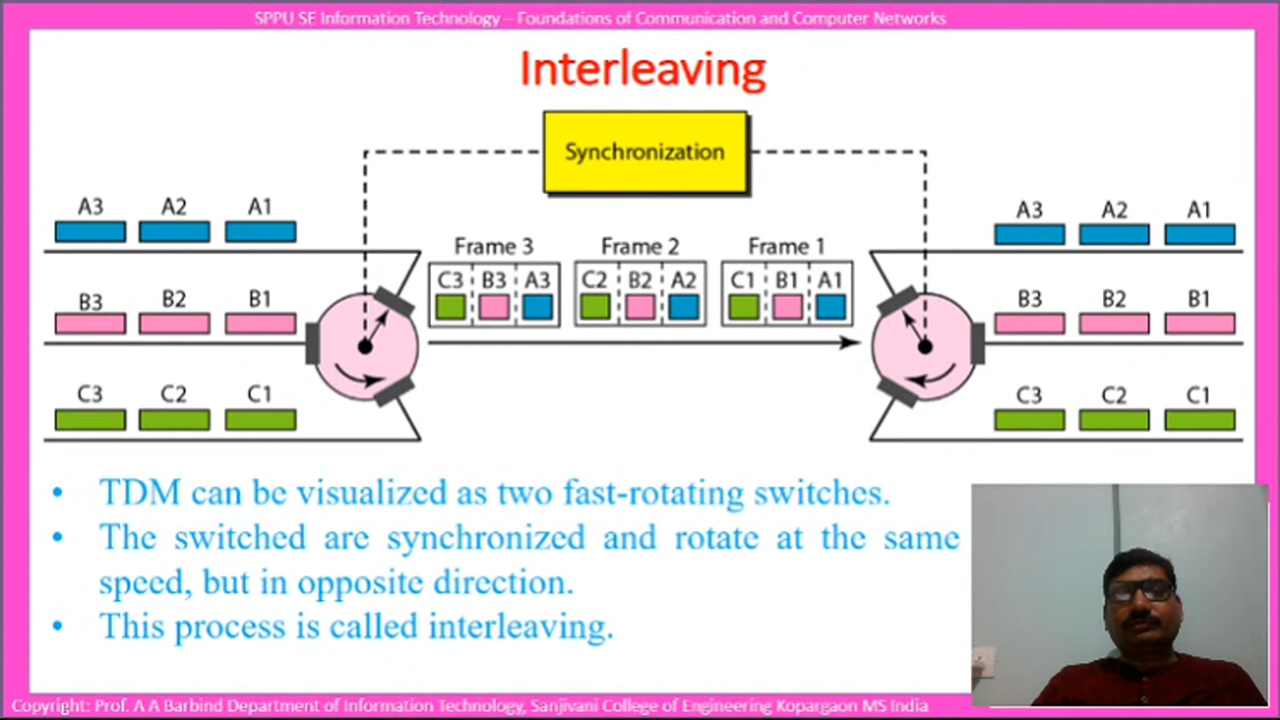 SPPU SE Information Technology – Foundations of Communication and Computer Networks
Interleaving
Synchronization
A3 A2 A1
A3 A2 A1
Frame 3 Frame 2 Frame 1
C3 B3 A3 C2 B2 A2 C1 B1 A1
B3 B2 B1
B3 B2 B1
C3 C2 C1
C3 C2 C1
• TDM can be visualized as two fast-rotating switches.
• The switched are synchronized and rotate at the same
speed, but in opposite direction.
• This process is called interleaving.
Copyright: Prof. A A Barbind Department of Information Technology, Sanjivani College of Engineering Kopargaon MS India